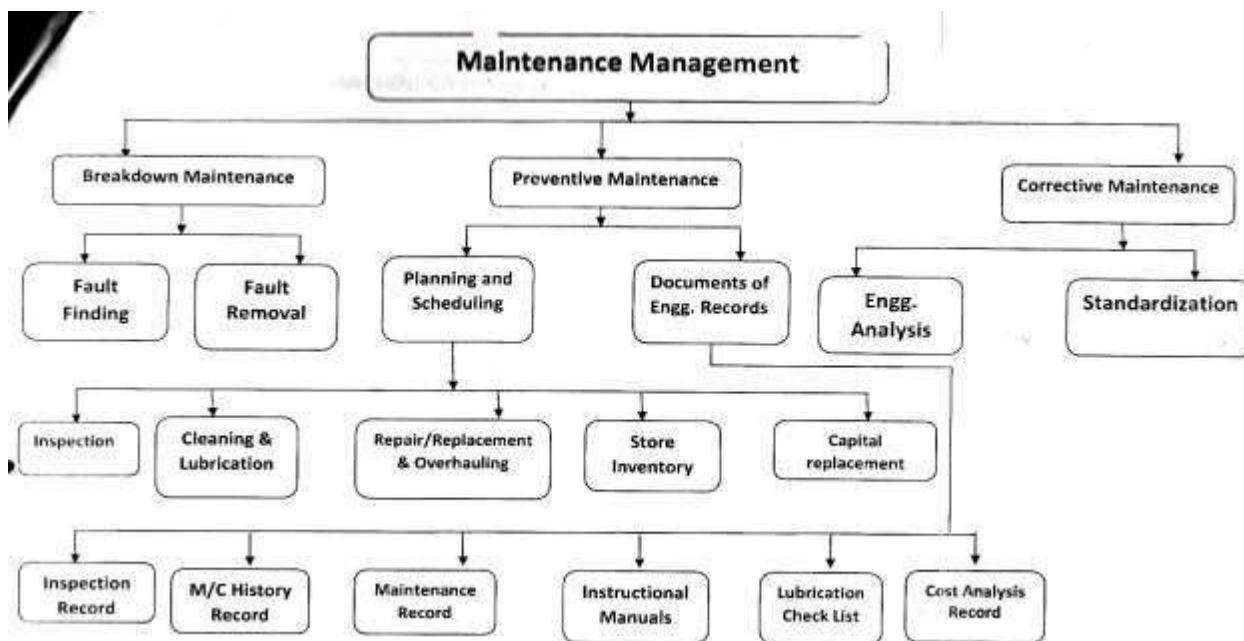 Maintenance Management
Breakdown Maintenance
Preventive Maintenance
Corrective Maintenance
Fault
Finding
Fault
Removal
Planning and
Scheduling
Documents of
Engg. Records
Engg.
Analysis
Standardization
Inspection
Cleaning &
Lubrication
Repair/Replacement
& Overhauling
Store
Inventory
Capital
replacement
Inspection
Record
M/C History
Record
Maintenance
Record
Instructional
Manuals
Lubrication
Check List
Cost Analysis
Record